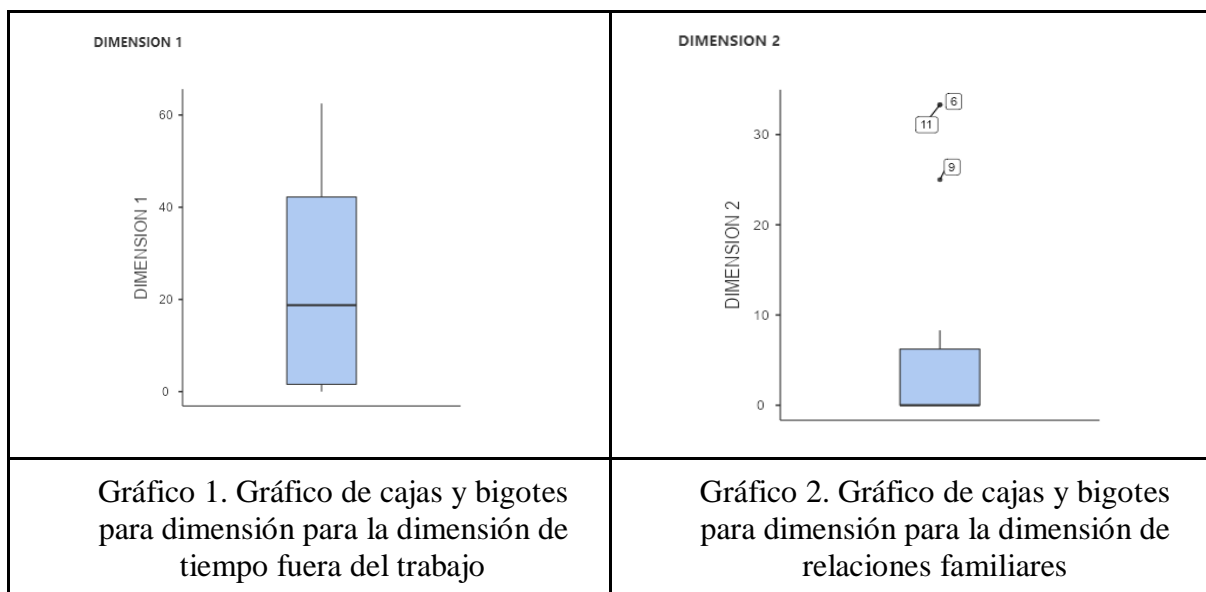 DIMENSION 1
60
40
20
0
DIMENSION 1
Gráfico 1. Gráfico de cajas y bigotes
para dimensión para la dimensión de
tiempo fuera del trabajo
DIMENSION 2
30
20
10
0
DIMENSION 2
6
11
9
Gráfico 2. Gráfico de cajas y bigotes
para dimensión para la dimensión de
relaciones familiares